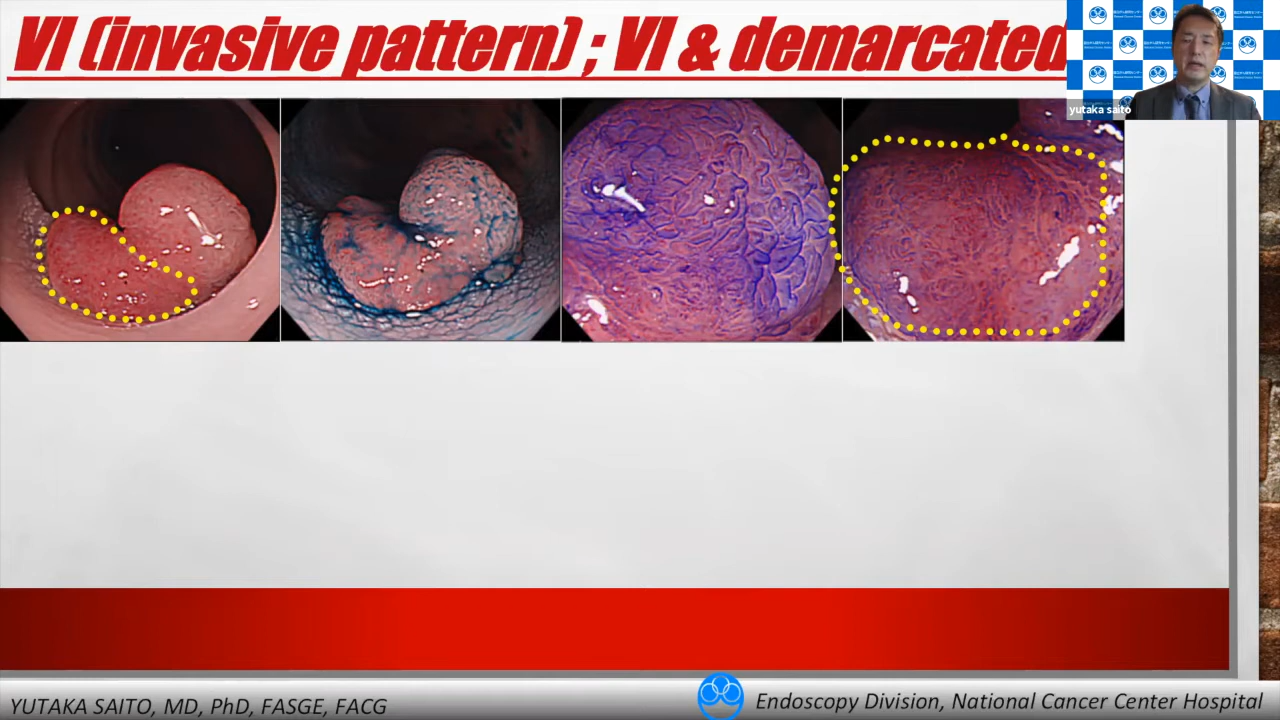 VI (invasive pattern) ; VI & demarcated
yutaka saito
YUTAKA SAITO, MD, PhD, FASGE, FACG
Endoscopy Division, National Cancer Center Hospital